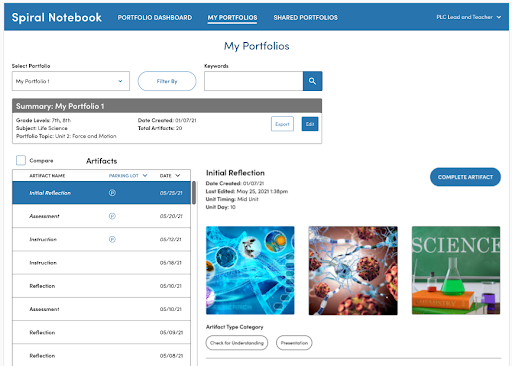 Spiral Notebook PORTFOLIO DASHBOARD MY PORTFOLIOS SHARED PORTFOLIOS PLC Lead and Teacher
My Portfolios
Select Portfolio Keywords
My Portfolio 1 Filter By
Summary: My Portfolio 1
Grade Levels: 7th, 8th Date Created: 01/07/21
Subject: Life Science Total Artifacts: 20
Portfolio Topic: Unit 2: Force and Motion
Export Edit
Compare Artifacts
ARTIFACT NAME PARKING LOT DATE
Initial Reflection P 05/25/21
Assessment P 05/20/21
Instruction P 05/12/21
Instruction 05/18/21
Reflection 05/10/21
Assessment 05/10/21
Reflection 05/09/21
Reflection 05/08/21
Initial Reflection
Date Created: 01/07/21
Last Edited: May 25, 2021 1:38pm
Unit Timing: Mid Unit
Unit Day: 10
COMPLETE ARTIFACT
SCIENCE
Artifact Type Category
Check for Understanding Presentation